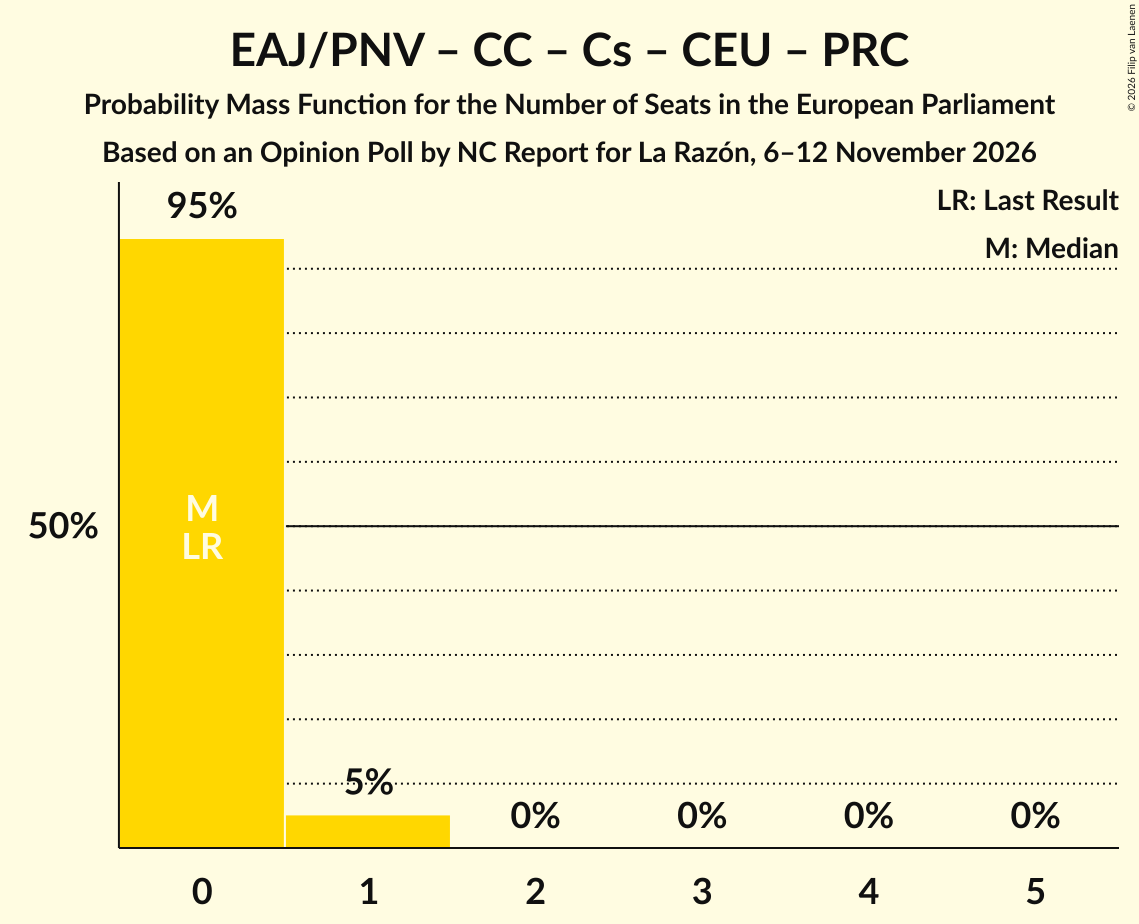 EAJ/PNV – CC – Cs – CEU – PRC
Probability Mass Function for the Number of Seats in the European Parliament
Based on an Opinion Poll by NC Report for La Razón, 6–12 November 2026
© 2026 Filip van Laenen
LR: Last Result
M: Median
95%
M
LR
50%
5%
0%
0%
0%
0%
0
1
2
3
4
5